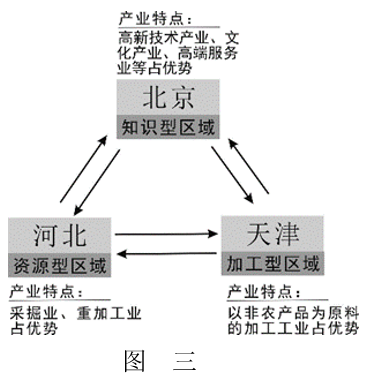 产业特点：
高新技术产业、文
化产业、高端服务
业等占优势
北京
知识型区域
河北
资源型区域
天津
加工型区域
产业特点：
采掘业、重加工业
占优势
产业特点：
以非农产品为原料
的加工工业占优势
图 三